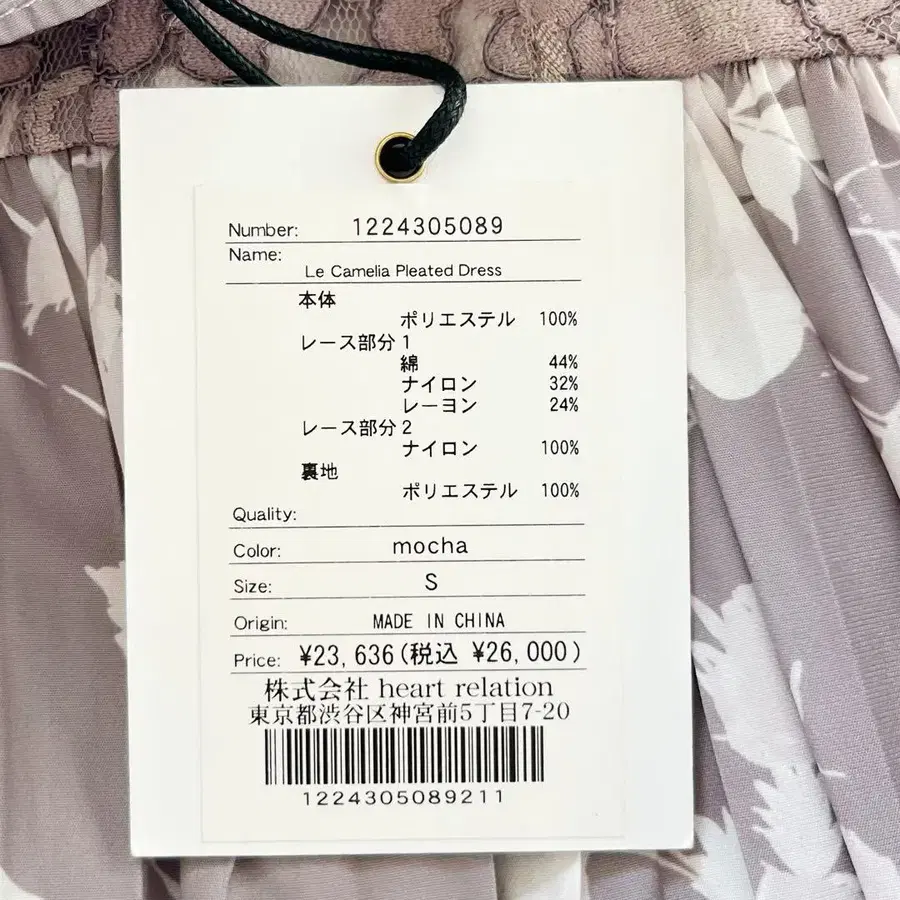 Number: 1224305089
Name:
Le Camelia Pleated Dress
本体
ポリエステル 100%
レース部分1
綿 44%
ナイロン 32%
レーヨン 24%
レース部分2
ナイロン 100%
裏地
ポリエステル 100%
Quality:
Color: mocha
Size: S
Origin: MADE IN CHINA
Price: ¥23,636(税込 ¥26,000)
株式会社 heart relation
東京都渋谷区神宮前5丁目7-20
1224305089211